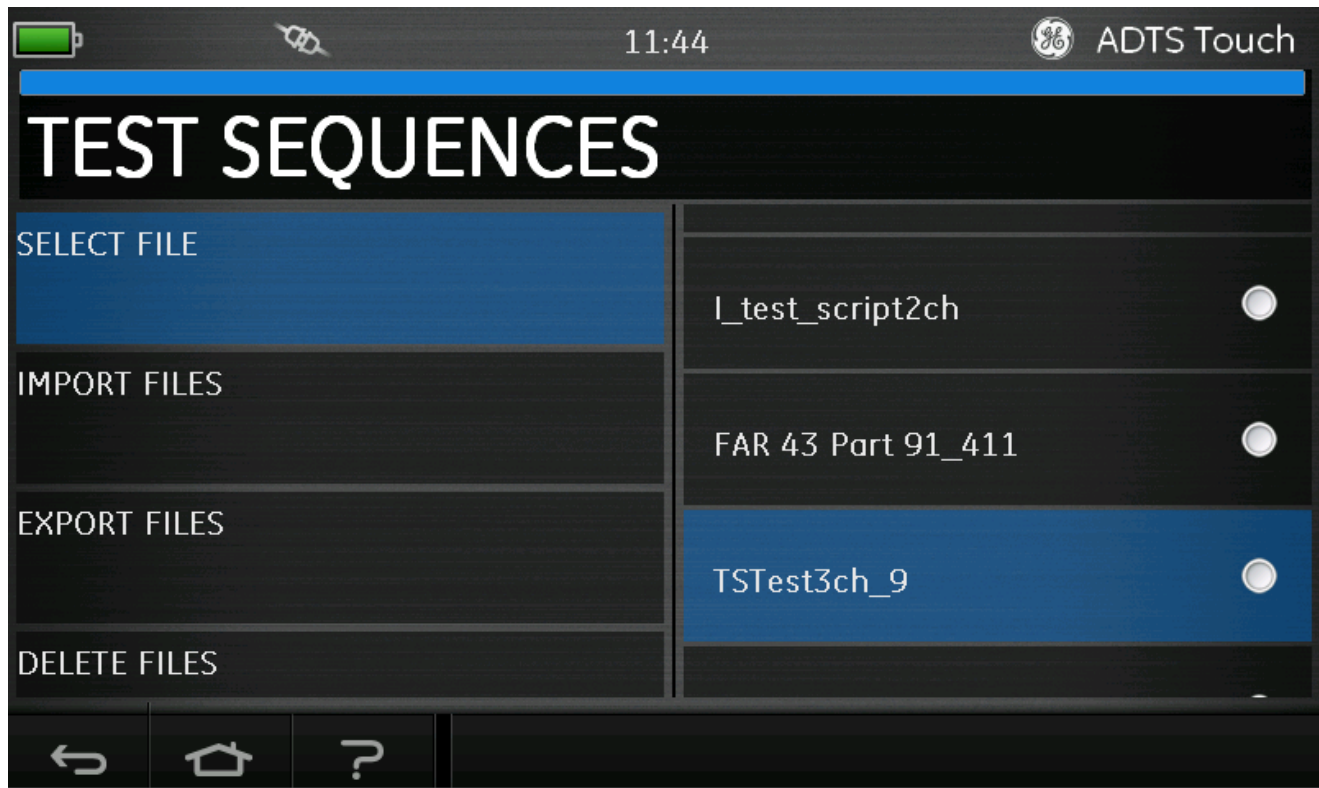 11:44
ADTS Touch
TEST SEQUENCES
SELECT FILE
IMPORT FILES
EXPORT FILES
DELETE FILES
I_test_script2ch
FAR 43 Part 91_411
TSTest3ch_9
?